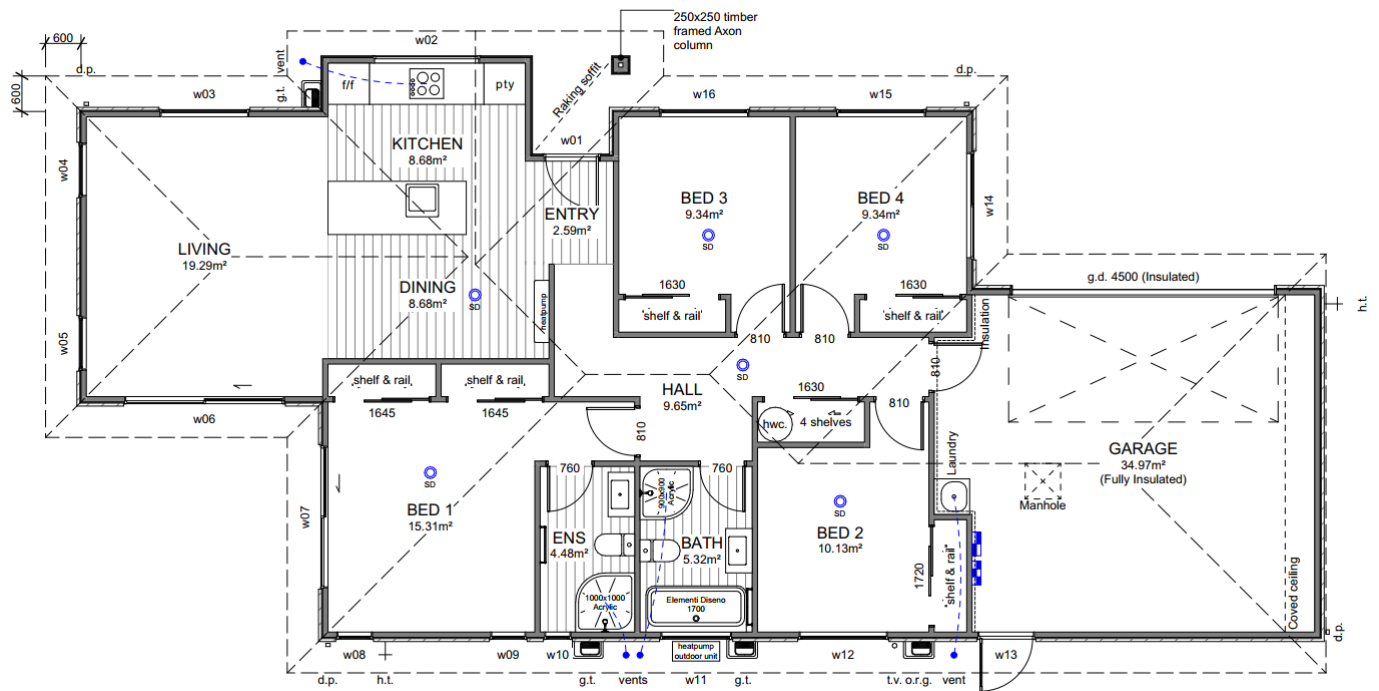 250x250 timber
framed Axon
column
600
w02
d.p.
vent
d.p.
600
g.t.
w03
f/f
pty
Raking soffit
w16
w15
w01
KITCHEN
8.68m²
w04
BED 3
9.34m²
BED 4
9.34m²
w14
ENTRY
2.59m²
SD
SD
LIVING
19.29m²
DINING
8.68m²
SD
heatpump
1630
shelf & rail
1630
shelf & rail
g.d. 4500 (Insulated)
Insulation
h.t.
w05
810
810
810
shelf & rail
shelf & rail
SD
HALL
9.65m²
1630
810
w06
1645
1645
810
hwc.
4 shelves
GARAGE
34.97m²
(Fully Insulated)
Laundry
Manhole
SD
760
760
900x900
Acrylic
w07
BED 1
15.31m²
SD
ENS
4.48m²
BATH
5.32m²
BED 2
10.13m²
1720
shelf & rail
Coved ceiling
1000x1000
Acrylic
Elementi Diseno
1700
heatpump
outdoor unit
d.p.
w08
w09
w10
w12
w13
d.p.
h.t.
g.t.
vents
w11
g.t.
t.v.
o.r.g.
vent